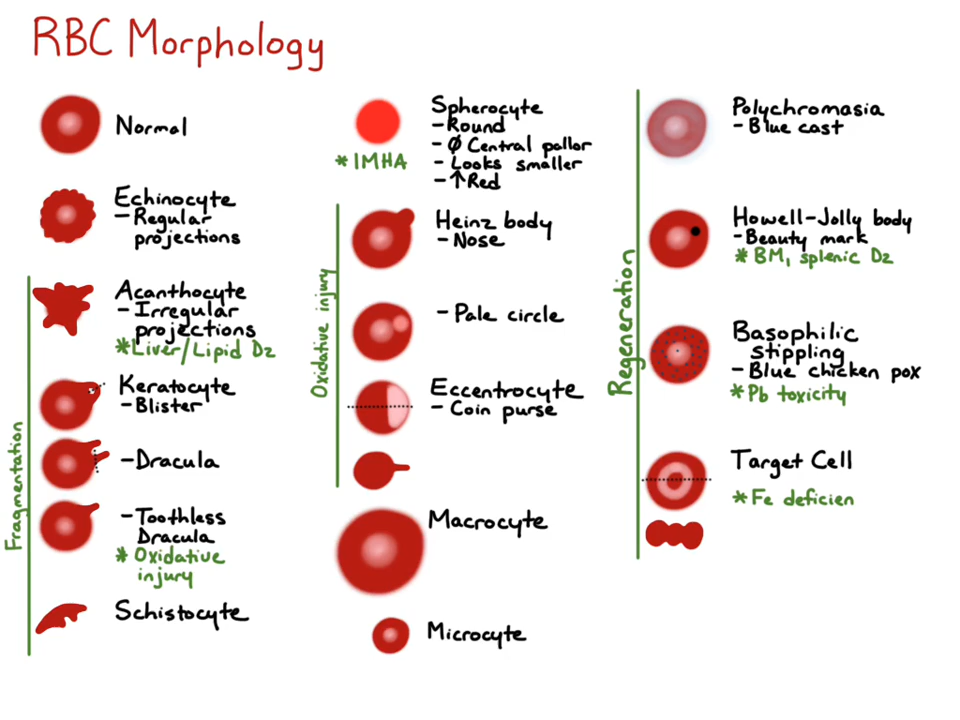 RBC Morphology
Normal
Echinocyte
- Regular
projections
Acanthocyte
- Irregular
projections
*Liver/Lipid Dz
Keratocyte
- Blister
- Dracula
- Toothless
Dracula
* Oxidative
injury
Schistocyte
Fragmentation
Spherocyte
- Round
- Ø Central pallor
- Looks smaller
- ↑Red
* IMHA
Heinz body
- Nose
- Pale circle
Eccentrocyte
- Coin purse
Oxidative injury
Macrocyte
Microcyte
Polychromasia
- Blue cast
Howell-Jolly body
- Beauty mark
* BM, splenic Dz
Basophilic
stippling
- Blue chicken pox
* Pb toxicity
Target Cell
* Fe deficien
Regeneration